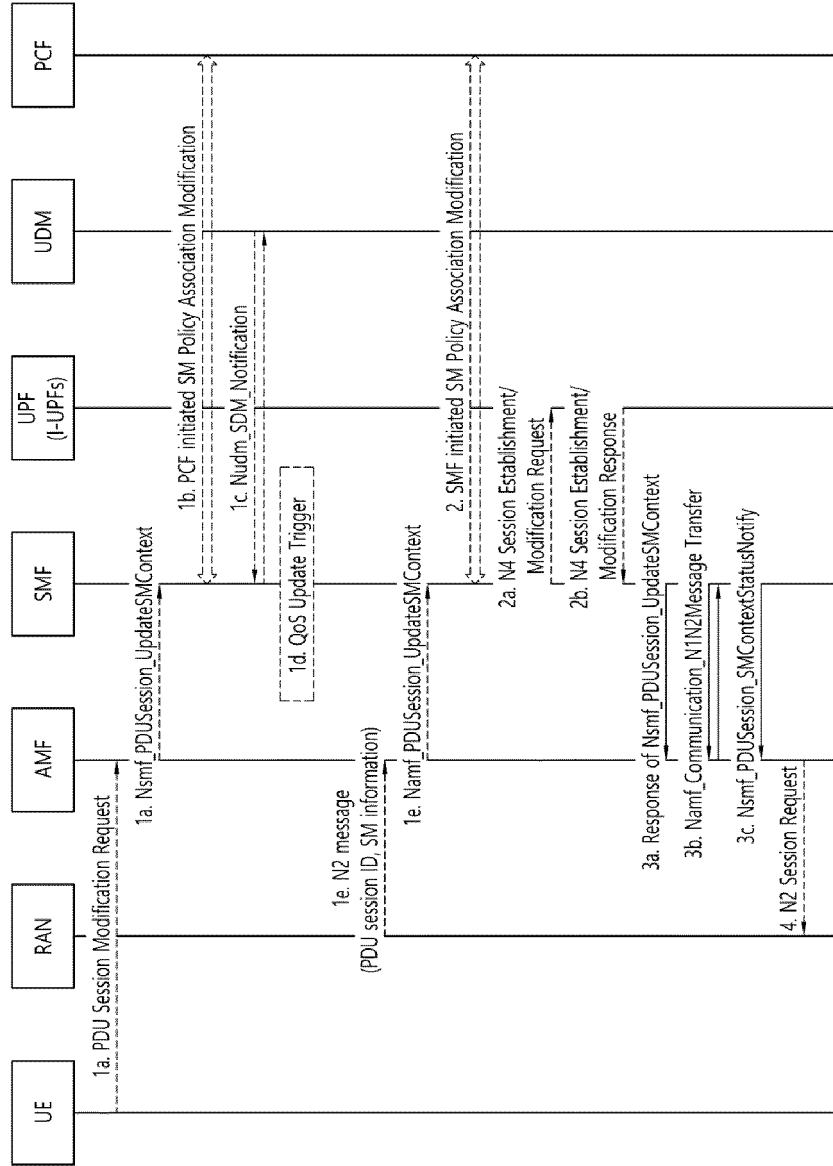 UE
RAN
AMF
SMF
UPF
(I-UPFs)
UDM
PCF
1a. PDU Session Modification Request
1a. Nsmf_PDUSession_UpdateSMContext
1b. PCF initiated SM Policy Association Modification
1c. Nudm_SDM_Notification
1d. QoS Update Trigger
1e. N2 message
(PDU session ID, SM information)
1e. Namf_PDUSession_UpdateSMContext
2. SMF initiated SM Policy Association Modification
2a. N4 Session Establishment/
Modification Request
2b. N4 Session Establishment/
Modification Response
3a. Response of Nsmf_PDUSession_UpdateSMContext
3b. Namf_Communication_N1N2Message Transfer
3c. Nsmf_PDUSession_SMContextStatusNotify
4. N2 Session Request